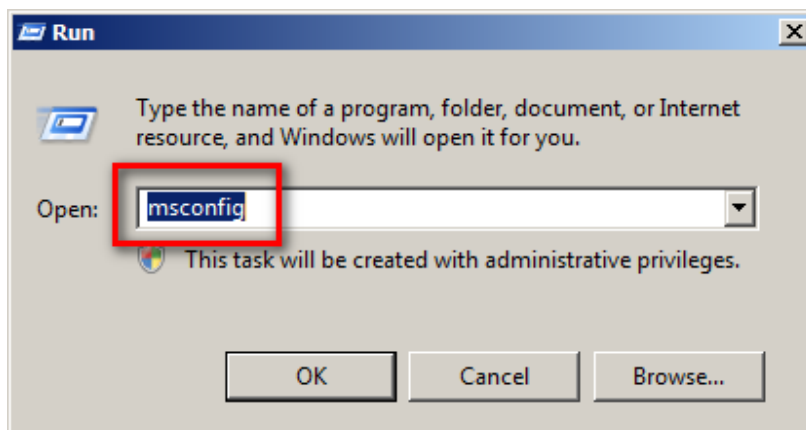 Run
Type the name of a program, folder, document, or Internet
resource, and Windows will open it for you.
Open: msconfig
This task will be created with administrative privileges.
OK Cancel Browse...